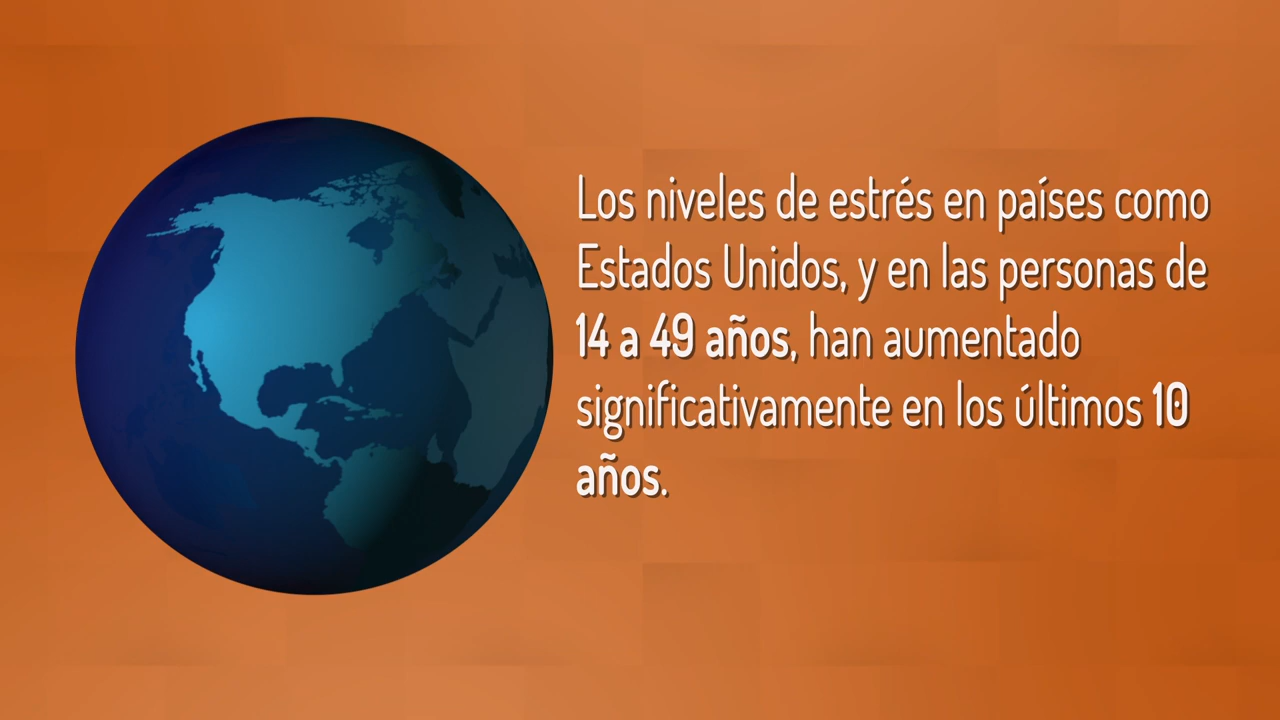 Los niveles de estrés en países como
Estados Unidos, y en las personas de
14 a 49 años, han aumentado
significativamente en los últimos 10
años.